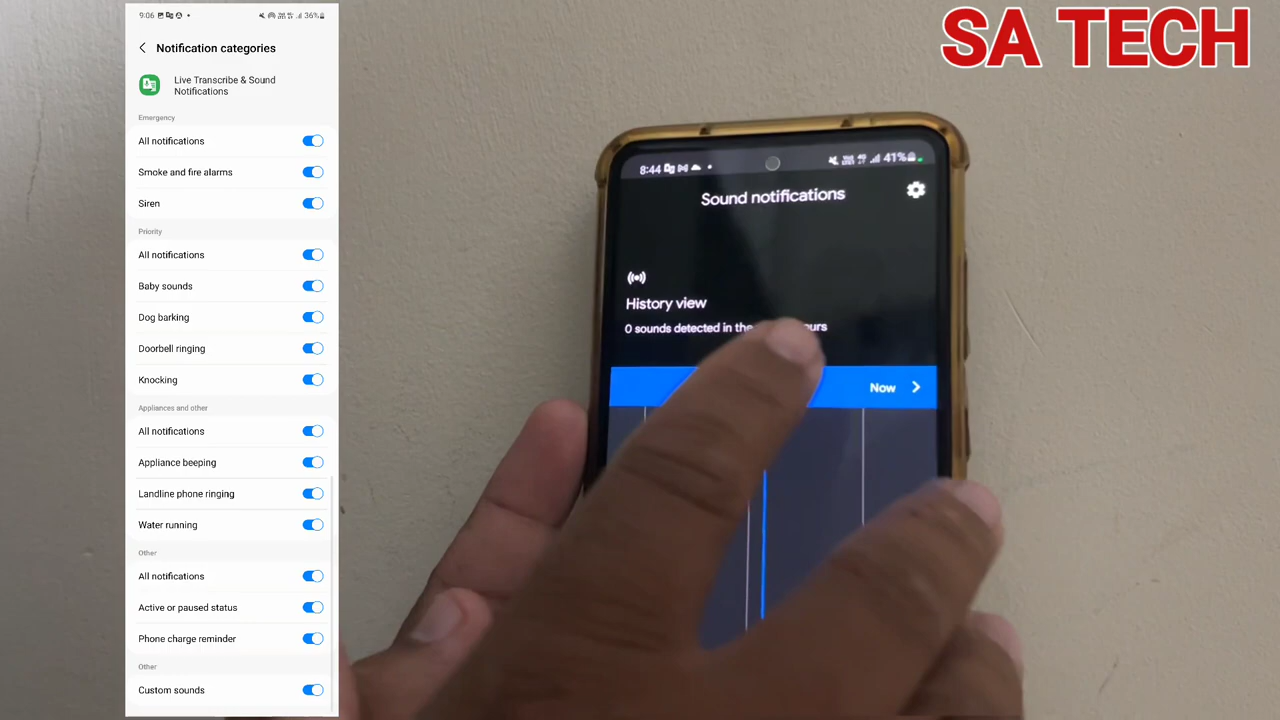 9:06
36%
Notification categories
Live Transcribe & Sound
Notifications
Emergency
All notifications
Smoke and fire alarms
Siren
Priority
All notifications
Baby sounds
Dog barking
Doorbell ringing
Knocking
Appliances and other
All notifications
Appliance beeping
Landline phone ringing
Water running
Other
All notifications
Active or paused status
Phone charge reminder
Other
Custom sounds
SA TECH
8:44
41%
Sound notifications
History view
0 sounds detected in the
Now